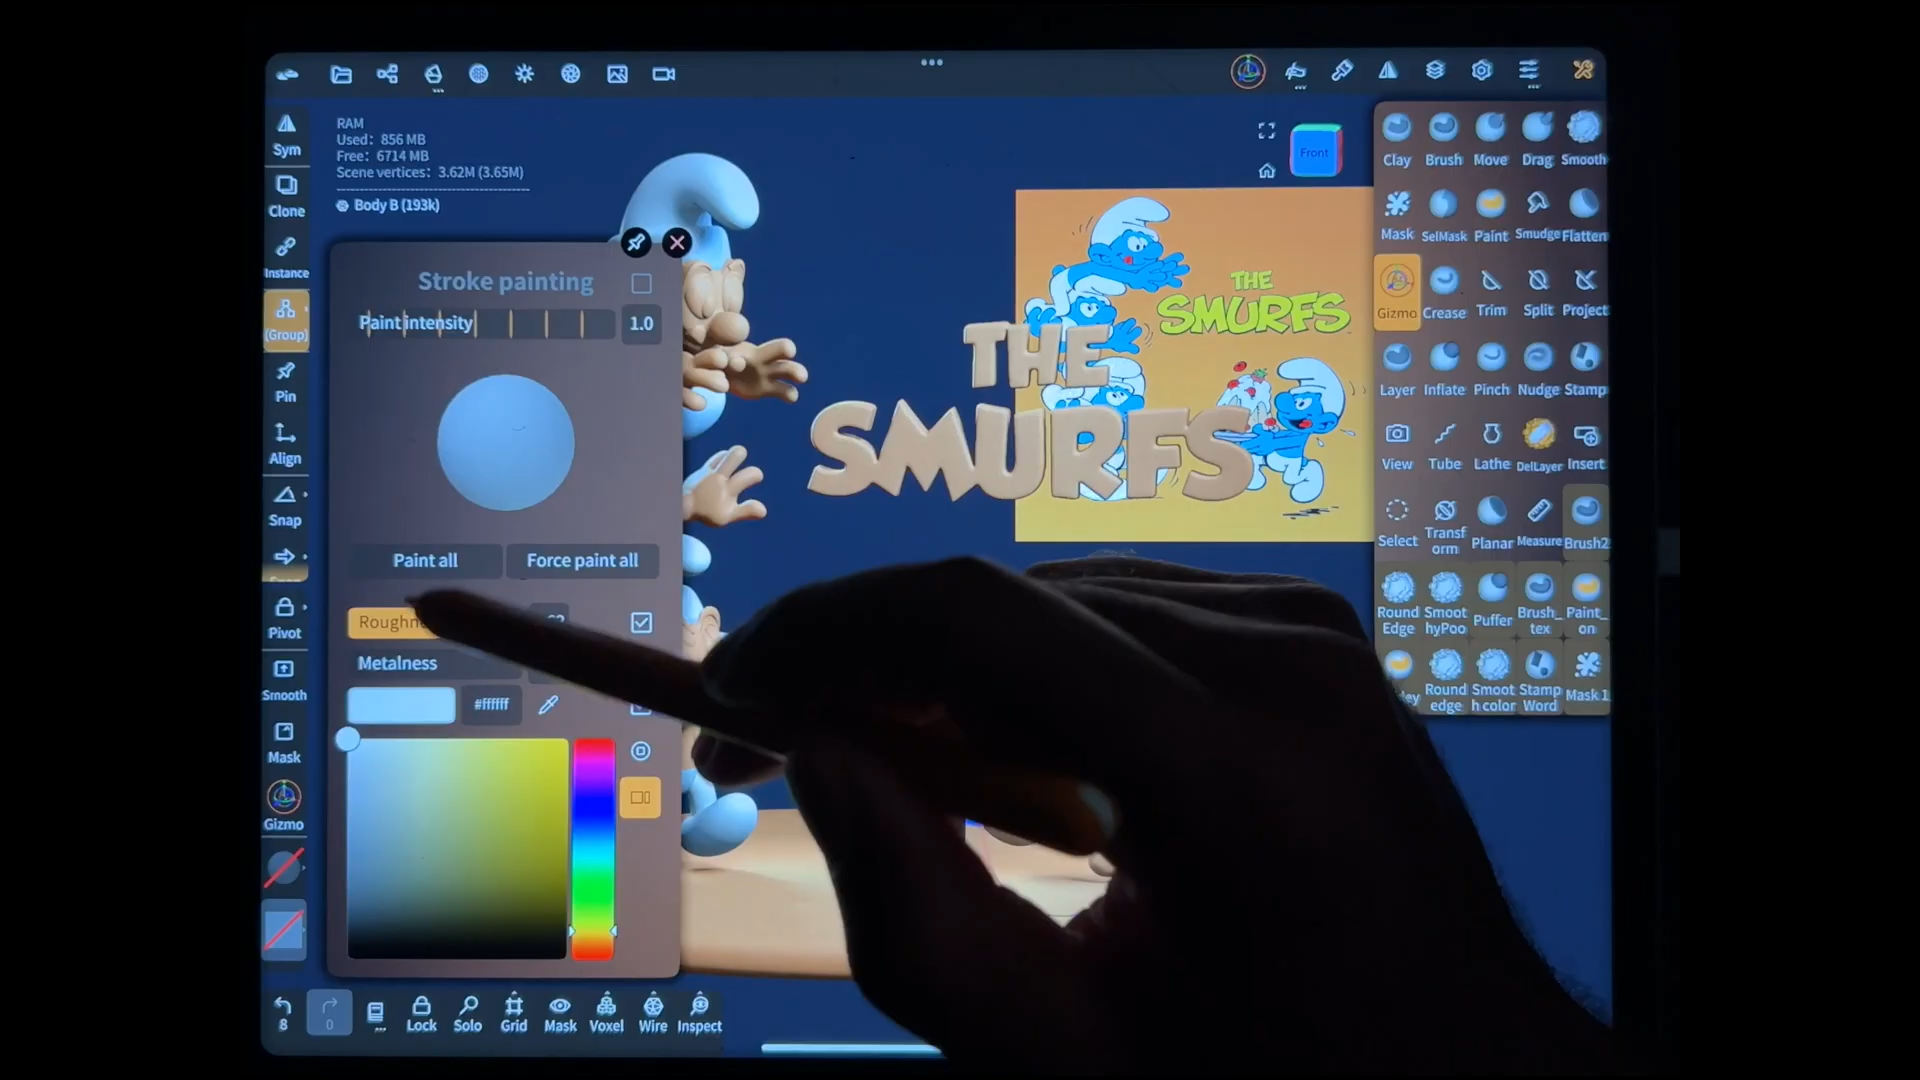 RAM
Used: 856 MB
Free: 6714 MB
Scene vertices: 3.62M (3.65M)
Body B (193k)
Sym
Clone
Instance
(Group)
Pin
Align
Snap
Pivot
Smooth
Mask
Gizmo
Stroke painting
Paint intensity
1.0
Paint all
Force paint all
Metalness
#ffffff
THE
SMURFS
THE
SMURFS
Front
Clay
Brush
Move
Drag
Smooth
Mask
SelMask
Paint
Smudge
Flatten
Gizmo
Crease
Trim
Split
Project
Layer
Inflate
Pinch
Nudge
Stamp
View
Tube
Lathe
DelLayer
Insert
Select
Transf
orm
Planar
Measure
Brush2
Round
Edge
Smoot
hyPoo
Puffer
Brush_
tex
Paint_
on
Round
edge
Smoot
h color
Stamp
Word
Mask 1
8
0
Lock
Solo
Grid
Mask
Voxel
Wire
Inspect